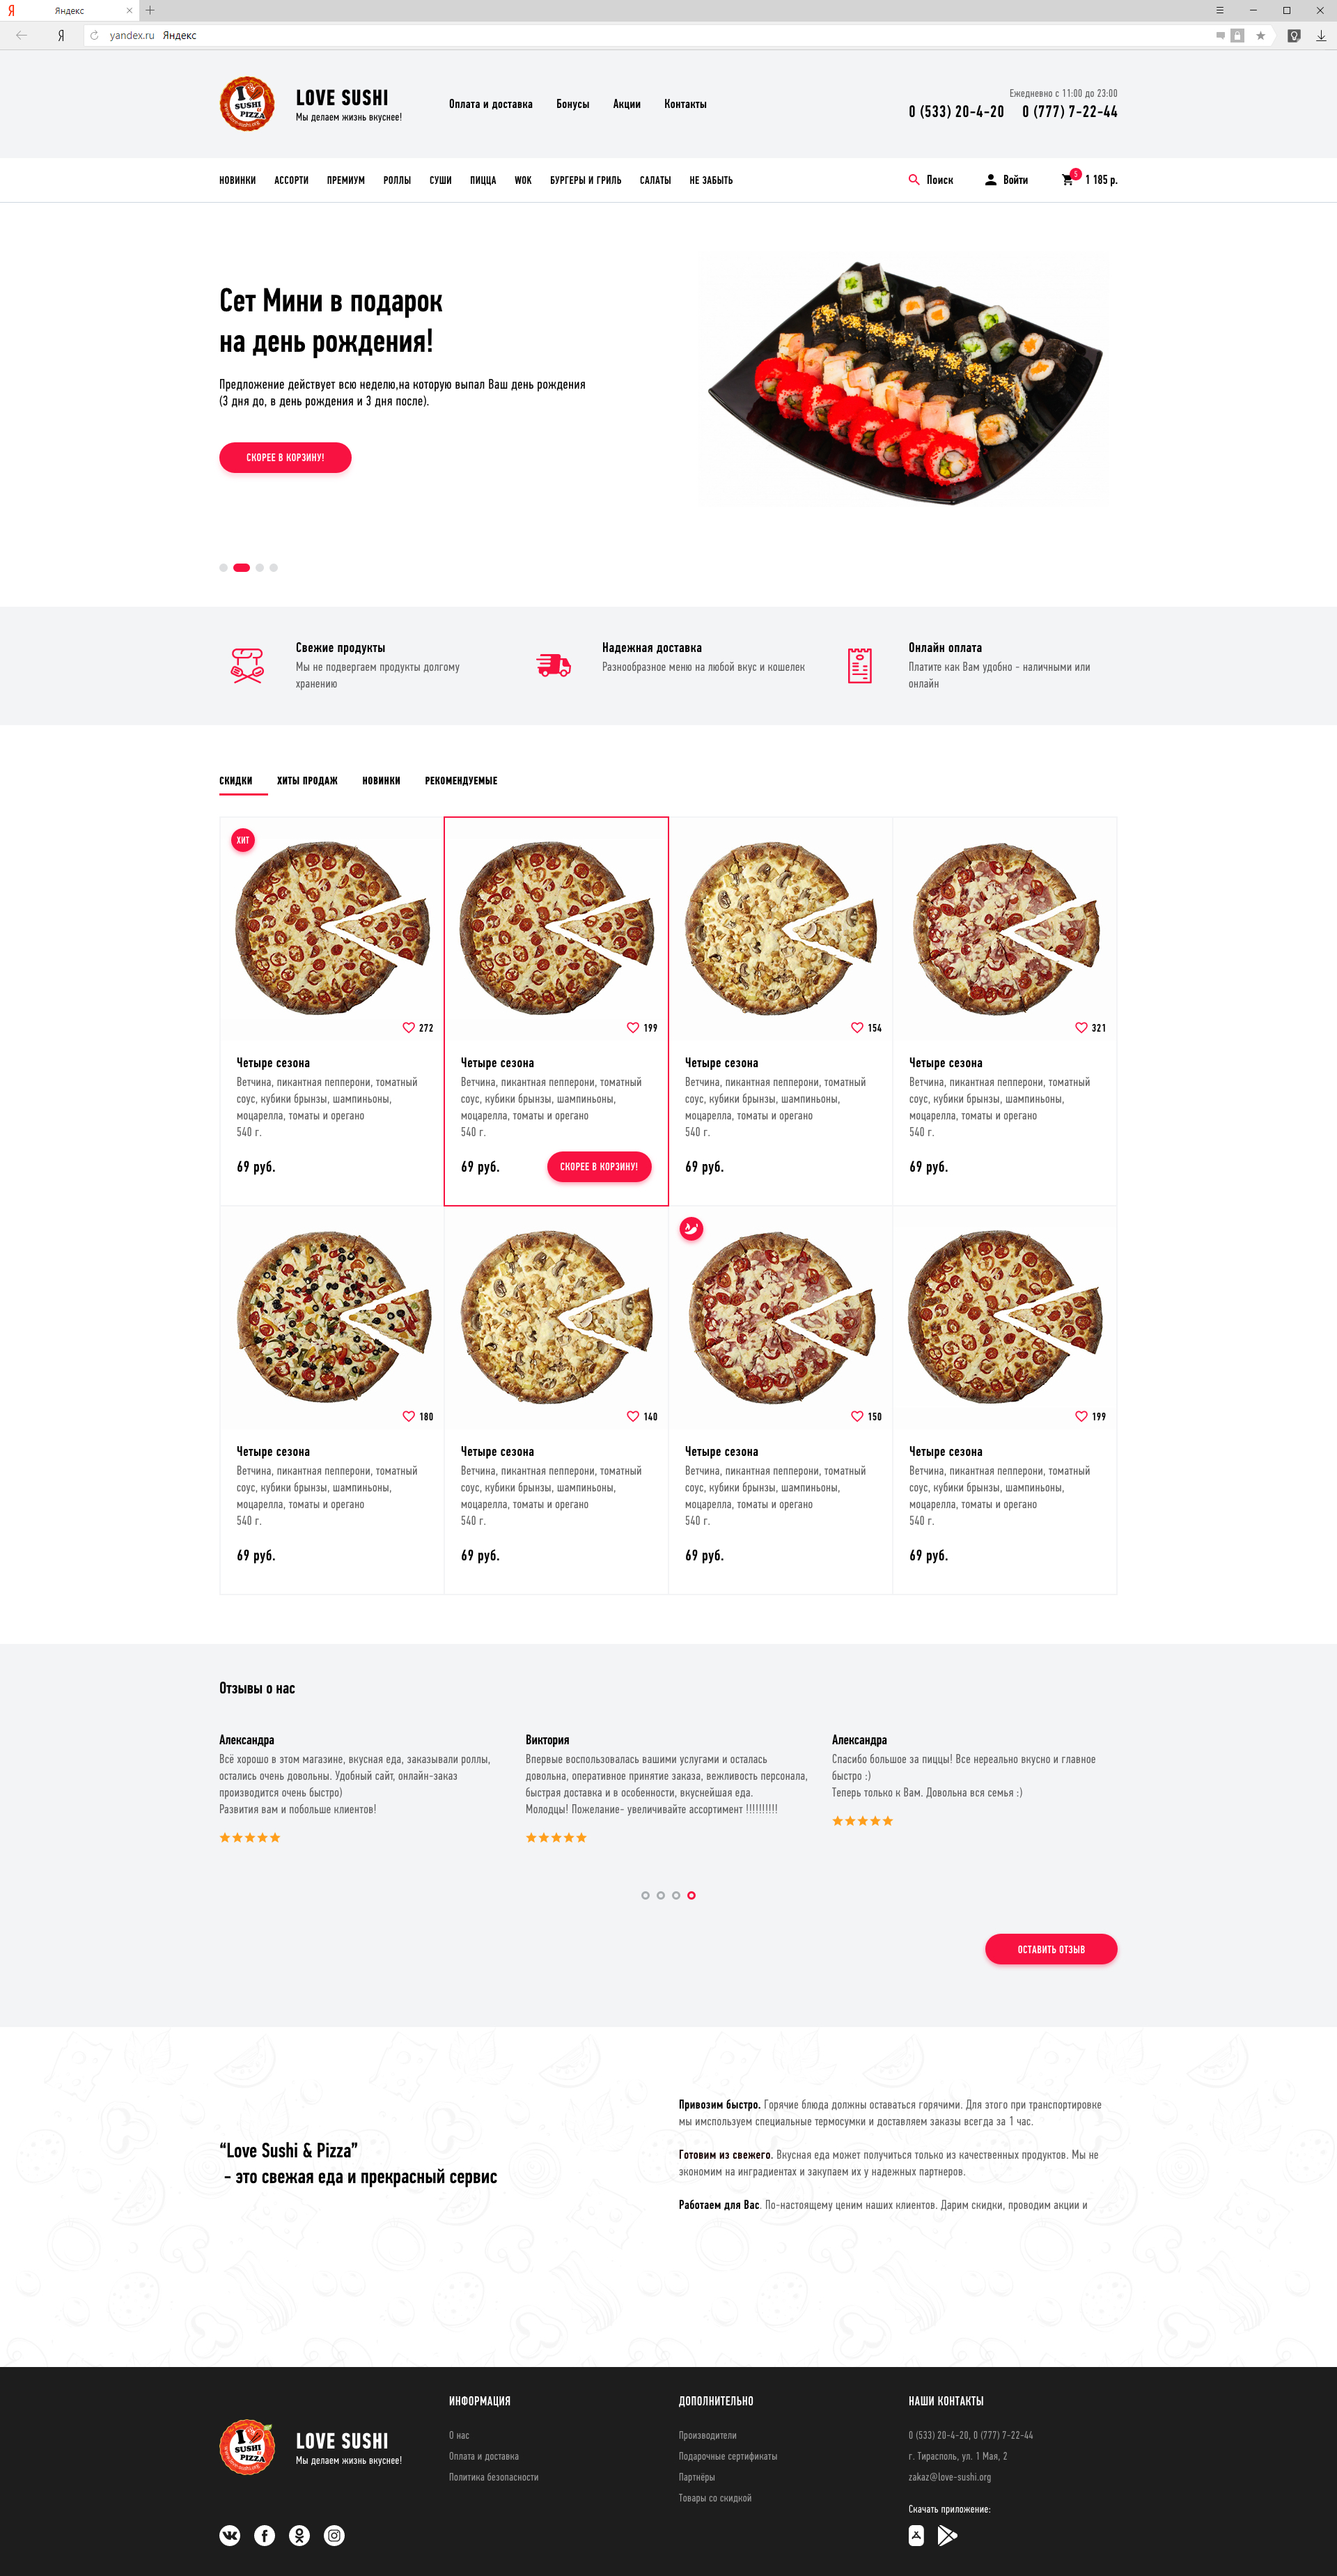 Я Яндекс
Я yandex.ru Яндекс
I
SUSHI
&
PIZZA
LOVE SUSHI
Мы делаем жизнь вкуснее!
Оплата и доставка Бонусы Акции Контакты
Ежедневно с 11:00 до 23:00
0 (533) 20-4-20 0 (777) 7-22-44
НОВИНКИ АССОРТИ ПРЕМИУМ РОЛЛЫ СУШИ ПИЦЦА WOK БУРГЕРЫ И ГРИЛЬ САЛАТЫ НЕ ЗАБЫТЬ
Поиск Войти 5 1 185 р.
Сет Мини в подарок
на день рождения!
Предложение действует всю неделю,на которую выпал Ваш день рождения
(3 дня до, в день рождения и 3 дня после).
СКОРЕЕ В КОРЗИНУ!
Свежие продукты
Мы не подвергаем продукты долгому
хранению
Надежная доставка
Разнообразное меню на любой вкус и кошелек
Онлайн оплата
Платите как Вам удобно - наличными или
онлайн
СКИДКИ ХИТЫ ПРОДАЖ НОВИНКИ РЕКОМЕНДУЕМЫЕ
ХИТ
272
Четыре сезона
Ветчина, пикантная пепперони, томатный
соус, кубики брынзы, шампиньоны,
моцарелла, томаты и орегано
540 г.
69 руб.
199
Четыре сезона
Ветчина, пикантная пепперони, томатный
соус, кубики брынзы, шампиньоны,
моцарелла, томаты и орегано
540 г.
69 руб.
СКОРЕЕ В КОРЗИНУ!
154
Четыре сезона
Ветчина, пикантная пепперони, томатный
соус, кубики брынзы, шампиньоны,
моцарелла, томаты и орегано
540 г.
69 руб.
321
Четыре сезона
Ветчина, пикантная пепперони, томатный
соус, кубики брынзы, шампиньоны,
моцарелла, томаты и орегано
540 г.
69 руб.
180
Четыре сезона
Ветчина, пикантная пепперони, томатный
соус, кубики брынзы, шампиньоны,
моцарелла, томаты и орегано
540 г.
69 руб.
140
Четыре сезона
Ветчина, пикантная пепперони, томатный
соус, кубики брынзы, шампиньоны,
моцарелла, томаты и орегано
540 г.
69 руб.
150
Четыре сезона
Ветчина, пикантная пепперони, томатный
соус, кубики брынзы, шампиньоны,
моцарелла, томаты и орегано
540 г.
69 руб.
199
Четыре сезона
Ветчина, пикантная пепперони, томатный
соус, кубики брынзы, шампиньоны,
моцарелла, томаты и орегано
540 г.
69 руб.
Отзывы о нас
Александра
Всё хорошо в этом магазине, вкусная еда, заказывали роллы,
остались очень довольны. Удобный сайт, онлайн-заказ
производится очень быстро)
Развития вам и побольше клиентов!
Виктория
Впервые воспользовалась вашими услугами и осталась
довольна, оперативное принятие заказа, вежливость персонала,
быстрая доставка и в особенности, вкуснейшая еда.
Молодцы! Пожелание- увеличивайте ассортимент !!!!!!!!!!
Александра
Спасибо большое за пиццы! Все нереально вкусно и главное
быстро :)
Теперь только к Вам. Довольна вся семья :)
ОСТАВИТЬ ОТЗЫВ
“Love Sushi & Pizza”
- это свежая еда и прекрасный сервис
Привозим быстро. Горячие блюда должны оставаться горячими. Для этого при транспортировке
мы имспользуем специальные термосумки и доставляем заказы всегда за 1 час.
Готовим из свежего. Вкусная еда может получиться только из качественных продуктов. Мы не
экономим на инградиентах и закупаем их у надежных партнеров.
Работаем для Вас. По-настоящему ценим наших клиентов. Дарим скидки, проводим акции и
I
SUSHI
&
PIZZA
LOVE SUSHI
Мы делаем жизнь вкуснее!
ИНФОРМАЦИЯ
О нас
Оплата и доставка
Политика безопасности
ДОПОЛНИТЕЛЬНО
Производители
Подарочные сертификаты
Партнёры
Товары со скидкой
НАШИ КОНТАКТЫ
0 (533) 20-4-20, 0 (777) 7-22-44
г. Тирасполь, ул. 1 Мая, 2
zakaz@love-sushi.org
Скачать приложение: